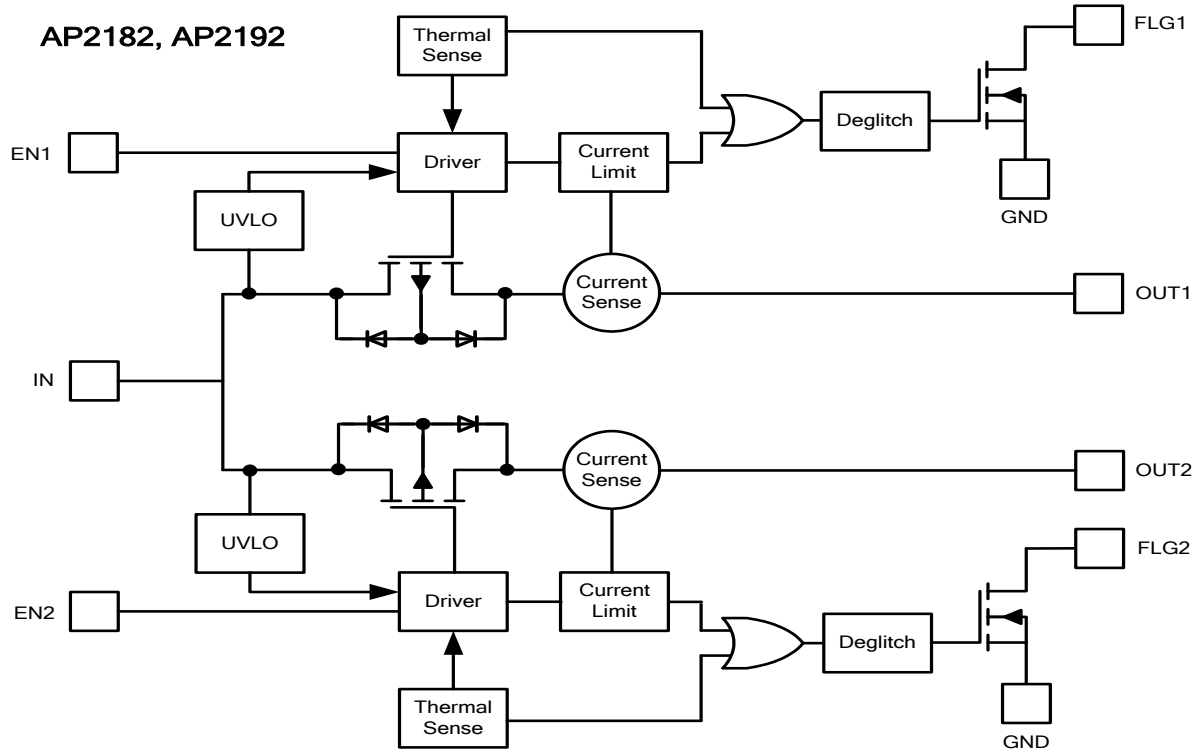 AP2182, AP2192
Thermal
Sense
FLG1
Deglitch
EN1
Driver
Current
Limit
GND
UVLO
Current
Sense
OUT1
IN
Current
Sense
OUT2
UVLO
FLG2
EN2
Driver
Current
Limit
Deglitch
Thermal
Sense
GND